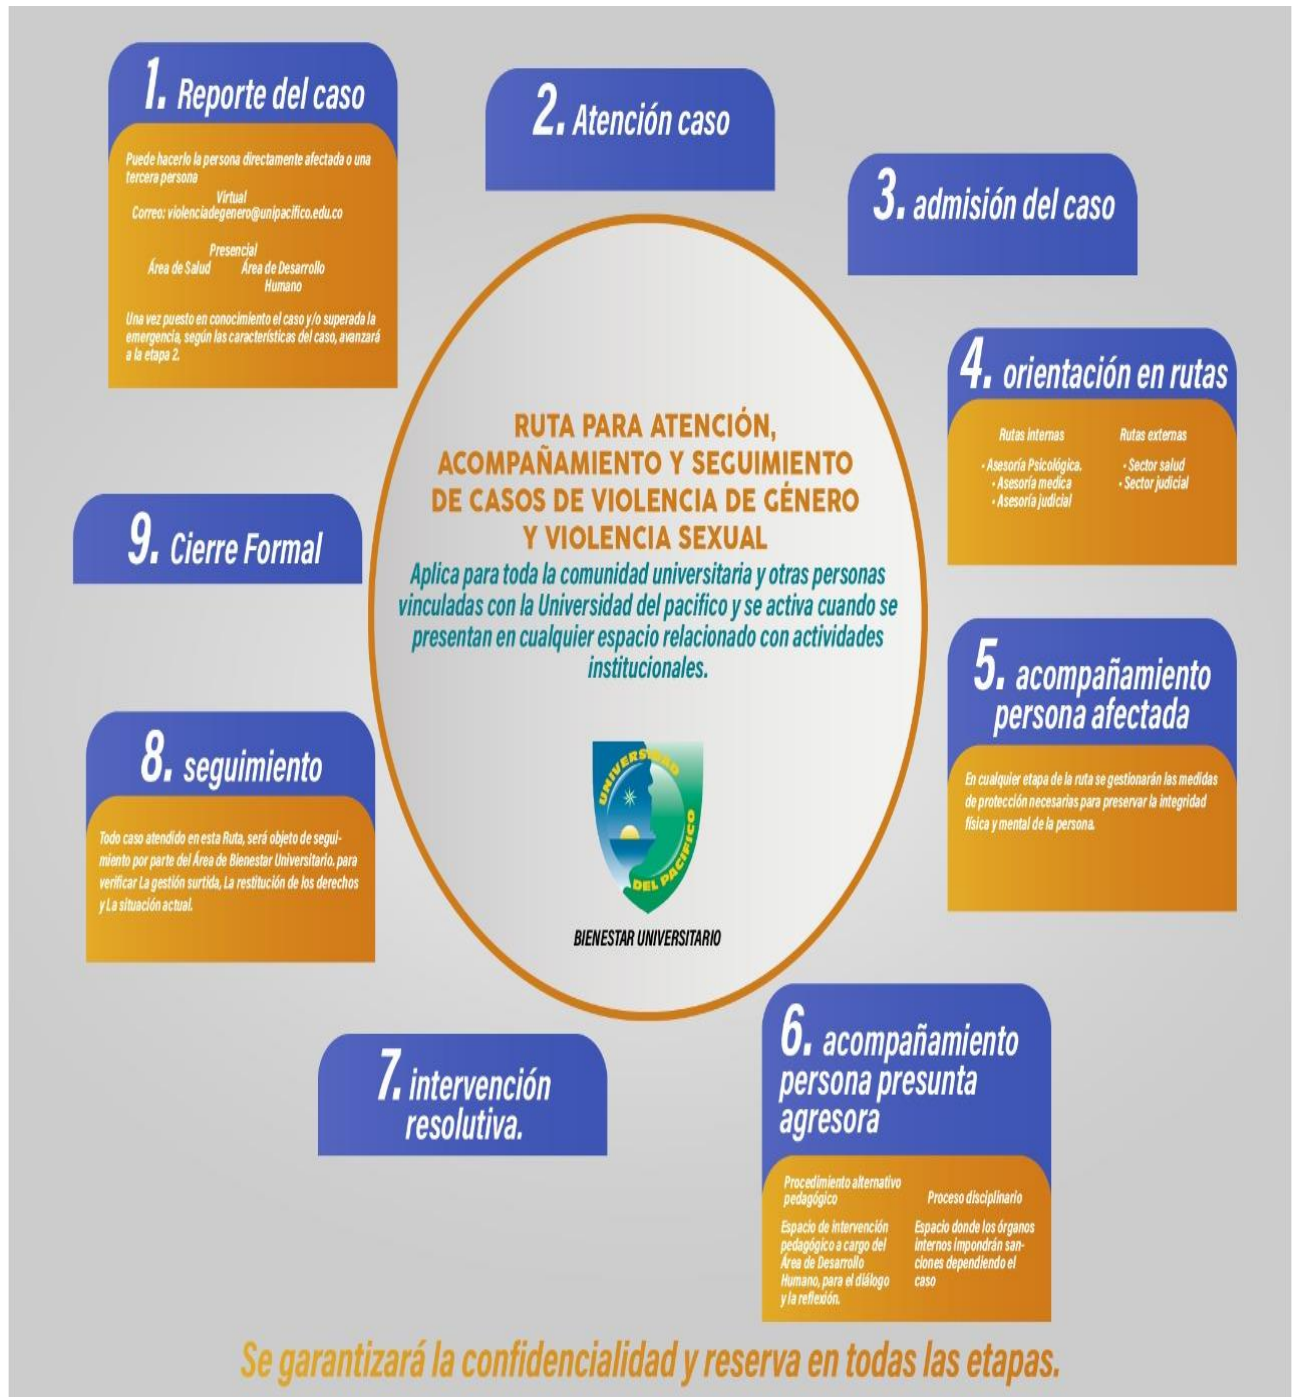 1. Reporte del caso
Puede hacerlo la persona directamente afectada o una
tercera persona
Virtual
Correo: violenciadegenero@unipacifico.edu.co
Presencial
Área de Salud
Área de Desarrollo
Humano
Una vez puesto en conocimiento el caso y/o superada la
emergencia, según las características del caso, avanzará
a la etapa 2.
2. Atención caso
3. admisión del caso
4. orientación en rutas
Rutas internas
• Asesoría Psicológica.
• Asesoría medica
• Asesoría judicial
Rutas externas
• Sector salud
• Sector judicial
5. acompañamiento
persona afectada
En cualquier etapa de la ruta se gestionarán las medidas
de protección necesarias para preservar la integridad
física y mental de la persona.
6. acompañamiento
persona presunta
agresora
Procedimiento alternativo
pedagógico
Espacio de intervención
pedagógico a cargo del
Área de Desarrollo
Humano, para el diálogo
y la reflexión.
Proceso disciplinario
Espacio donde los órganos
internos impondrán san-
ciones dependiendo el
caso
7. intervención
resolutiva.
8. seguimiento
Todo caso atendido en esta Ruta, será objeto de segui-
miento por parte del Área de Bienestar Universitario. para
verificar La gestión surtida, La restitución de los derechos
y La situación actual.
9. Cierre Formal
RUTA PARA ATENCIÓN,
ACOMPAÑAMIENTO Y SEGUIMIENTO
DE CASOS DE VIOLENCIA DE GÉNERO
Y VIOLENCIA SEXUAL
Aplica para toda la comunidad universitaria y otras personas
vinculadas con la Universidad del pacifico y se activa cuando se
presentan en cualquier espacio relacionado con actividades
institucionales.
UNIVERSIDAD
DEL PACIFICO
BIENESTAR UNIVERSITARIO
Se garantizará la confidencialidad y reserva en todas las etapas.